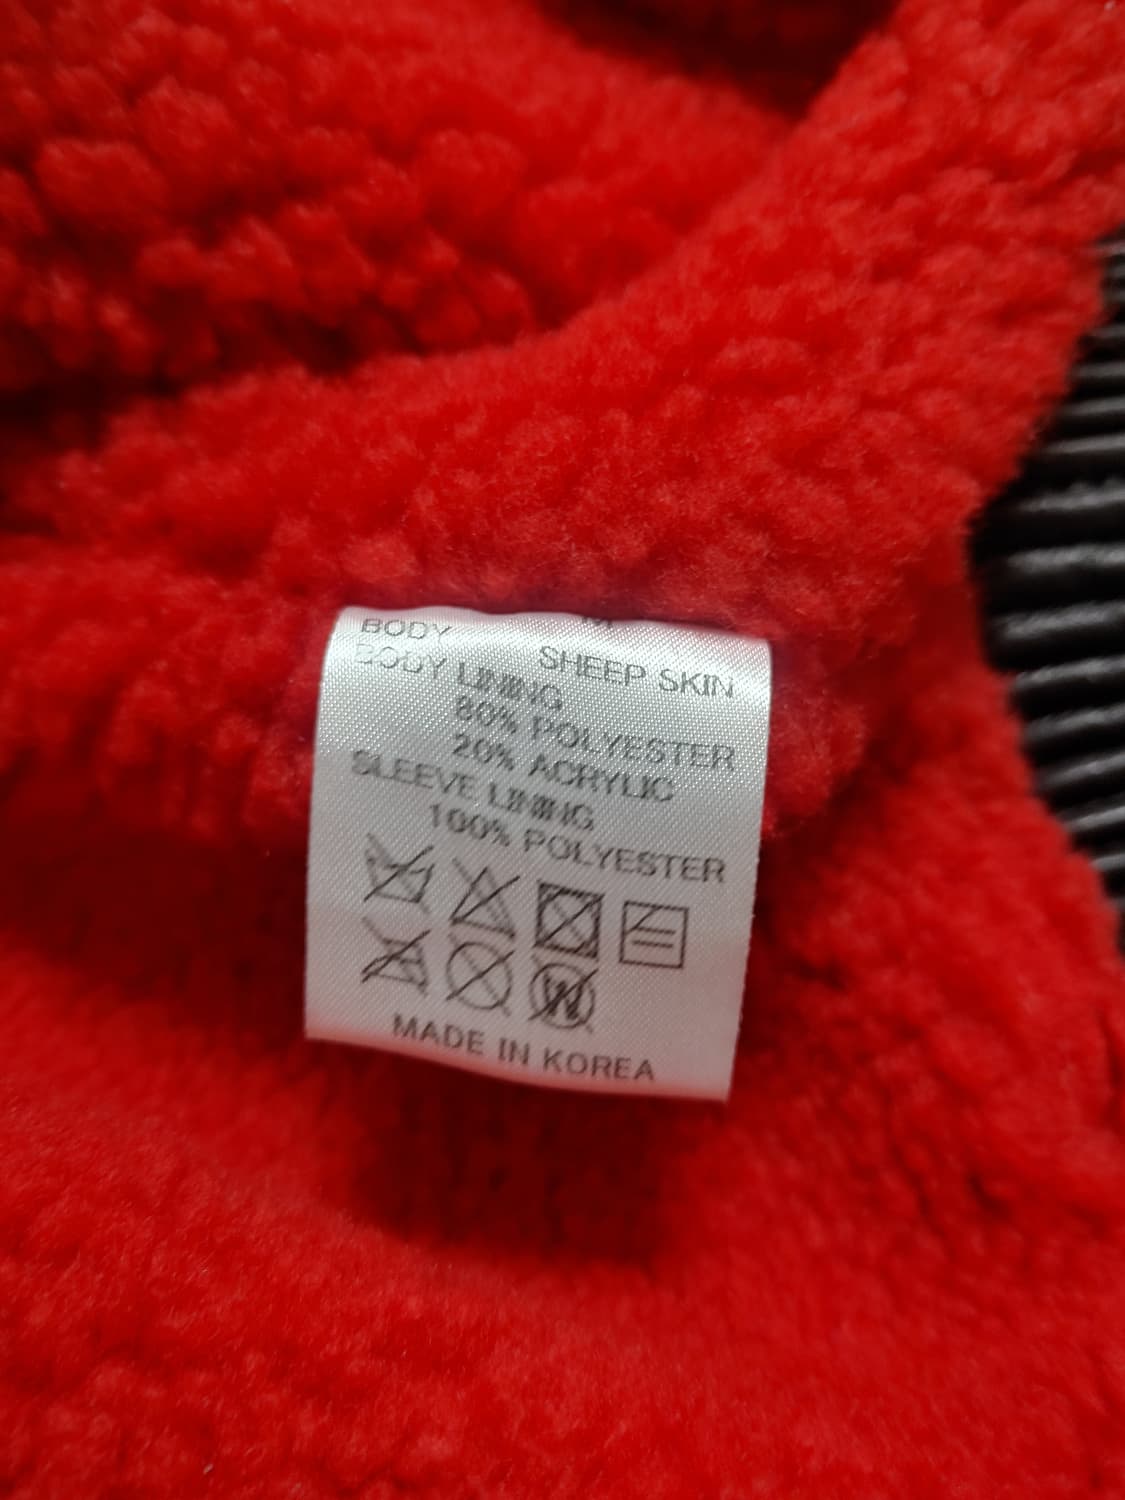 M
BODY
SHEEP SKIN
BODY LINING
80% POLYESTER
20% ACRYLIC
SLEEVE LINING
100% POLYESTER
W
MADE IN KOREA